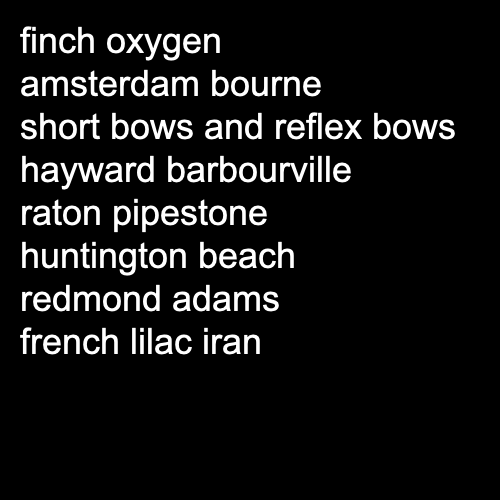 finch oxygen
amsterdam bourne
short bows and reflex bows
hayward barbourville
raton pipestone
huntington beach
redmond adams
french lilac iran